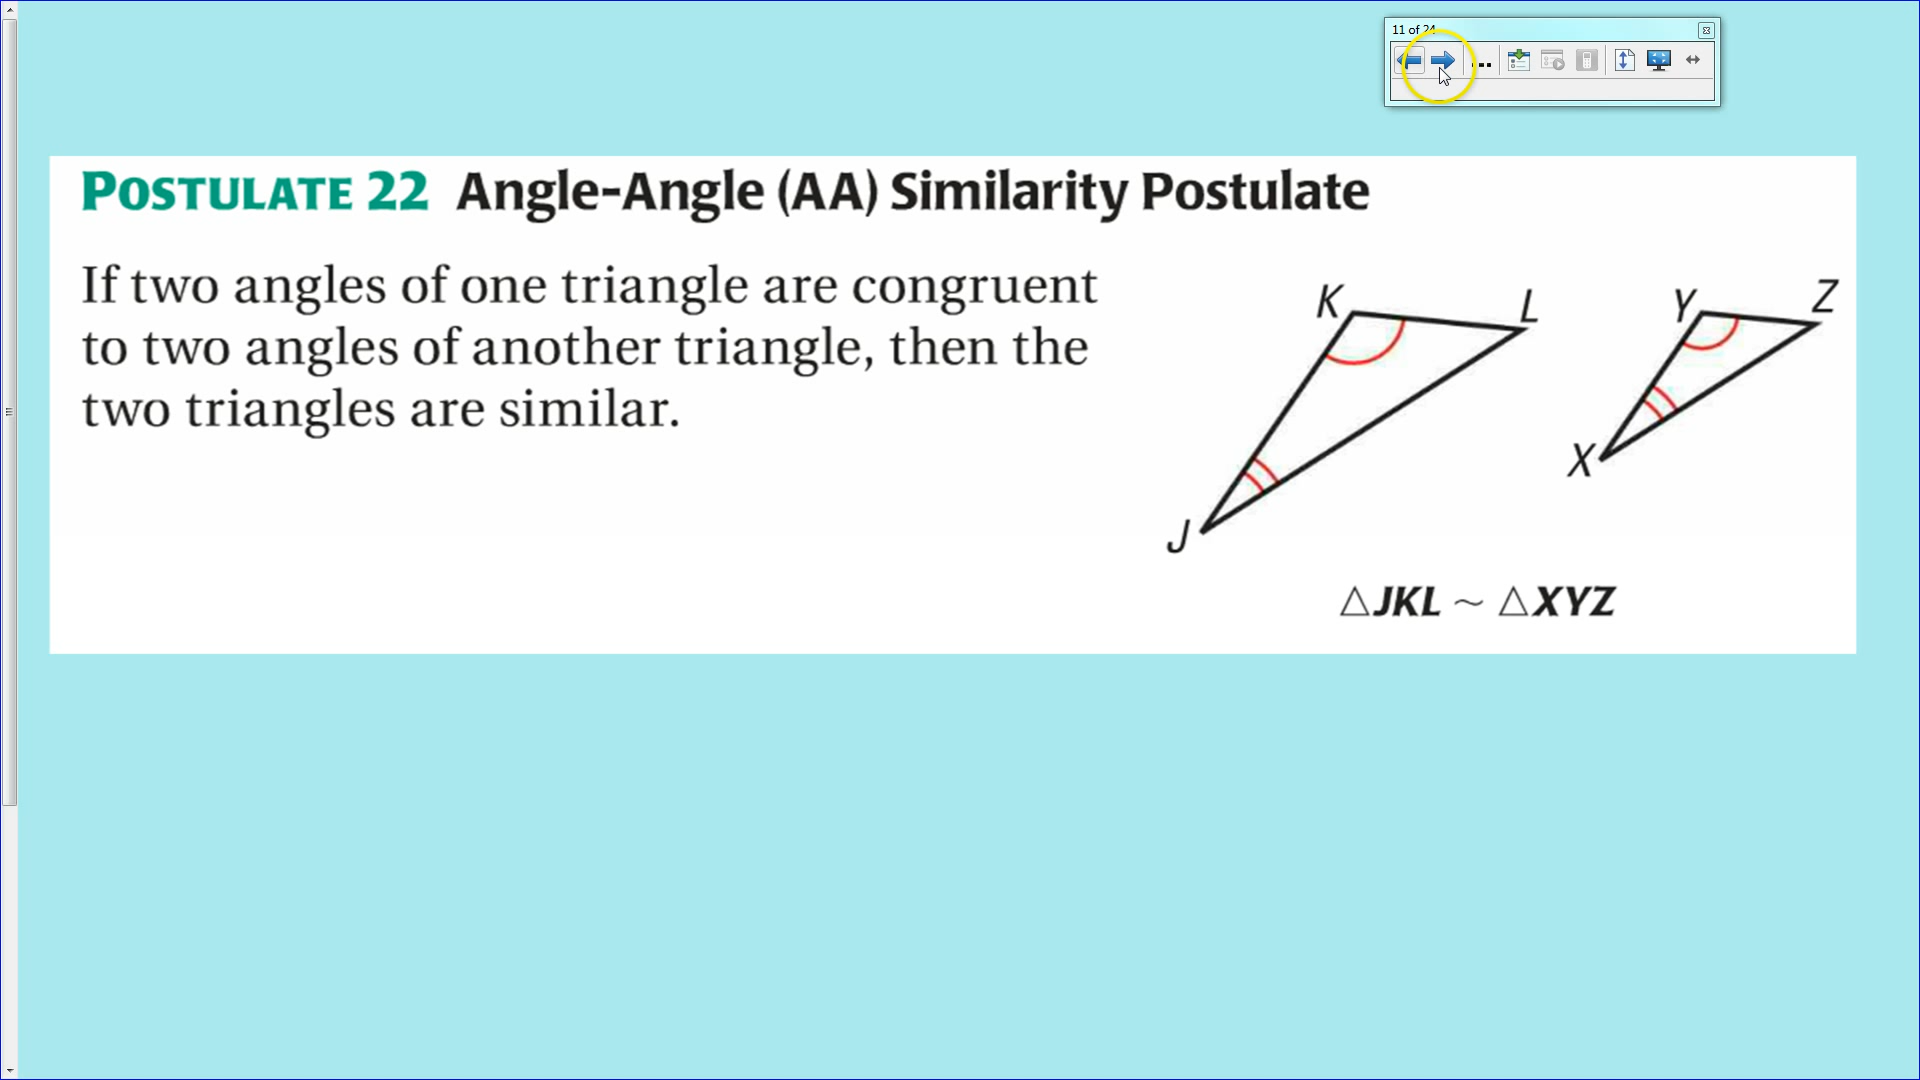 11 of 24
POSTULATE 22 Angle-Angle (AA) Similarity Postulate
If two angles of one triangle are congruent
to two angles of another triangle, then the
two triangles are similar.
K
L
Y
Z
X
J
△JKL ~ △XYZ